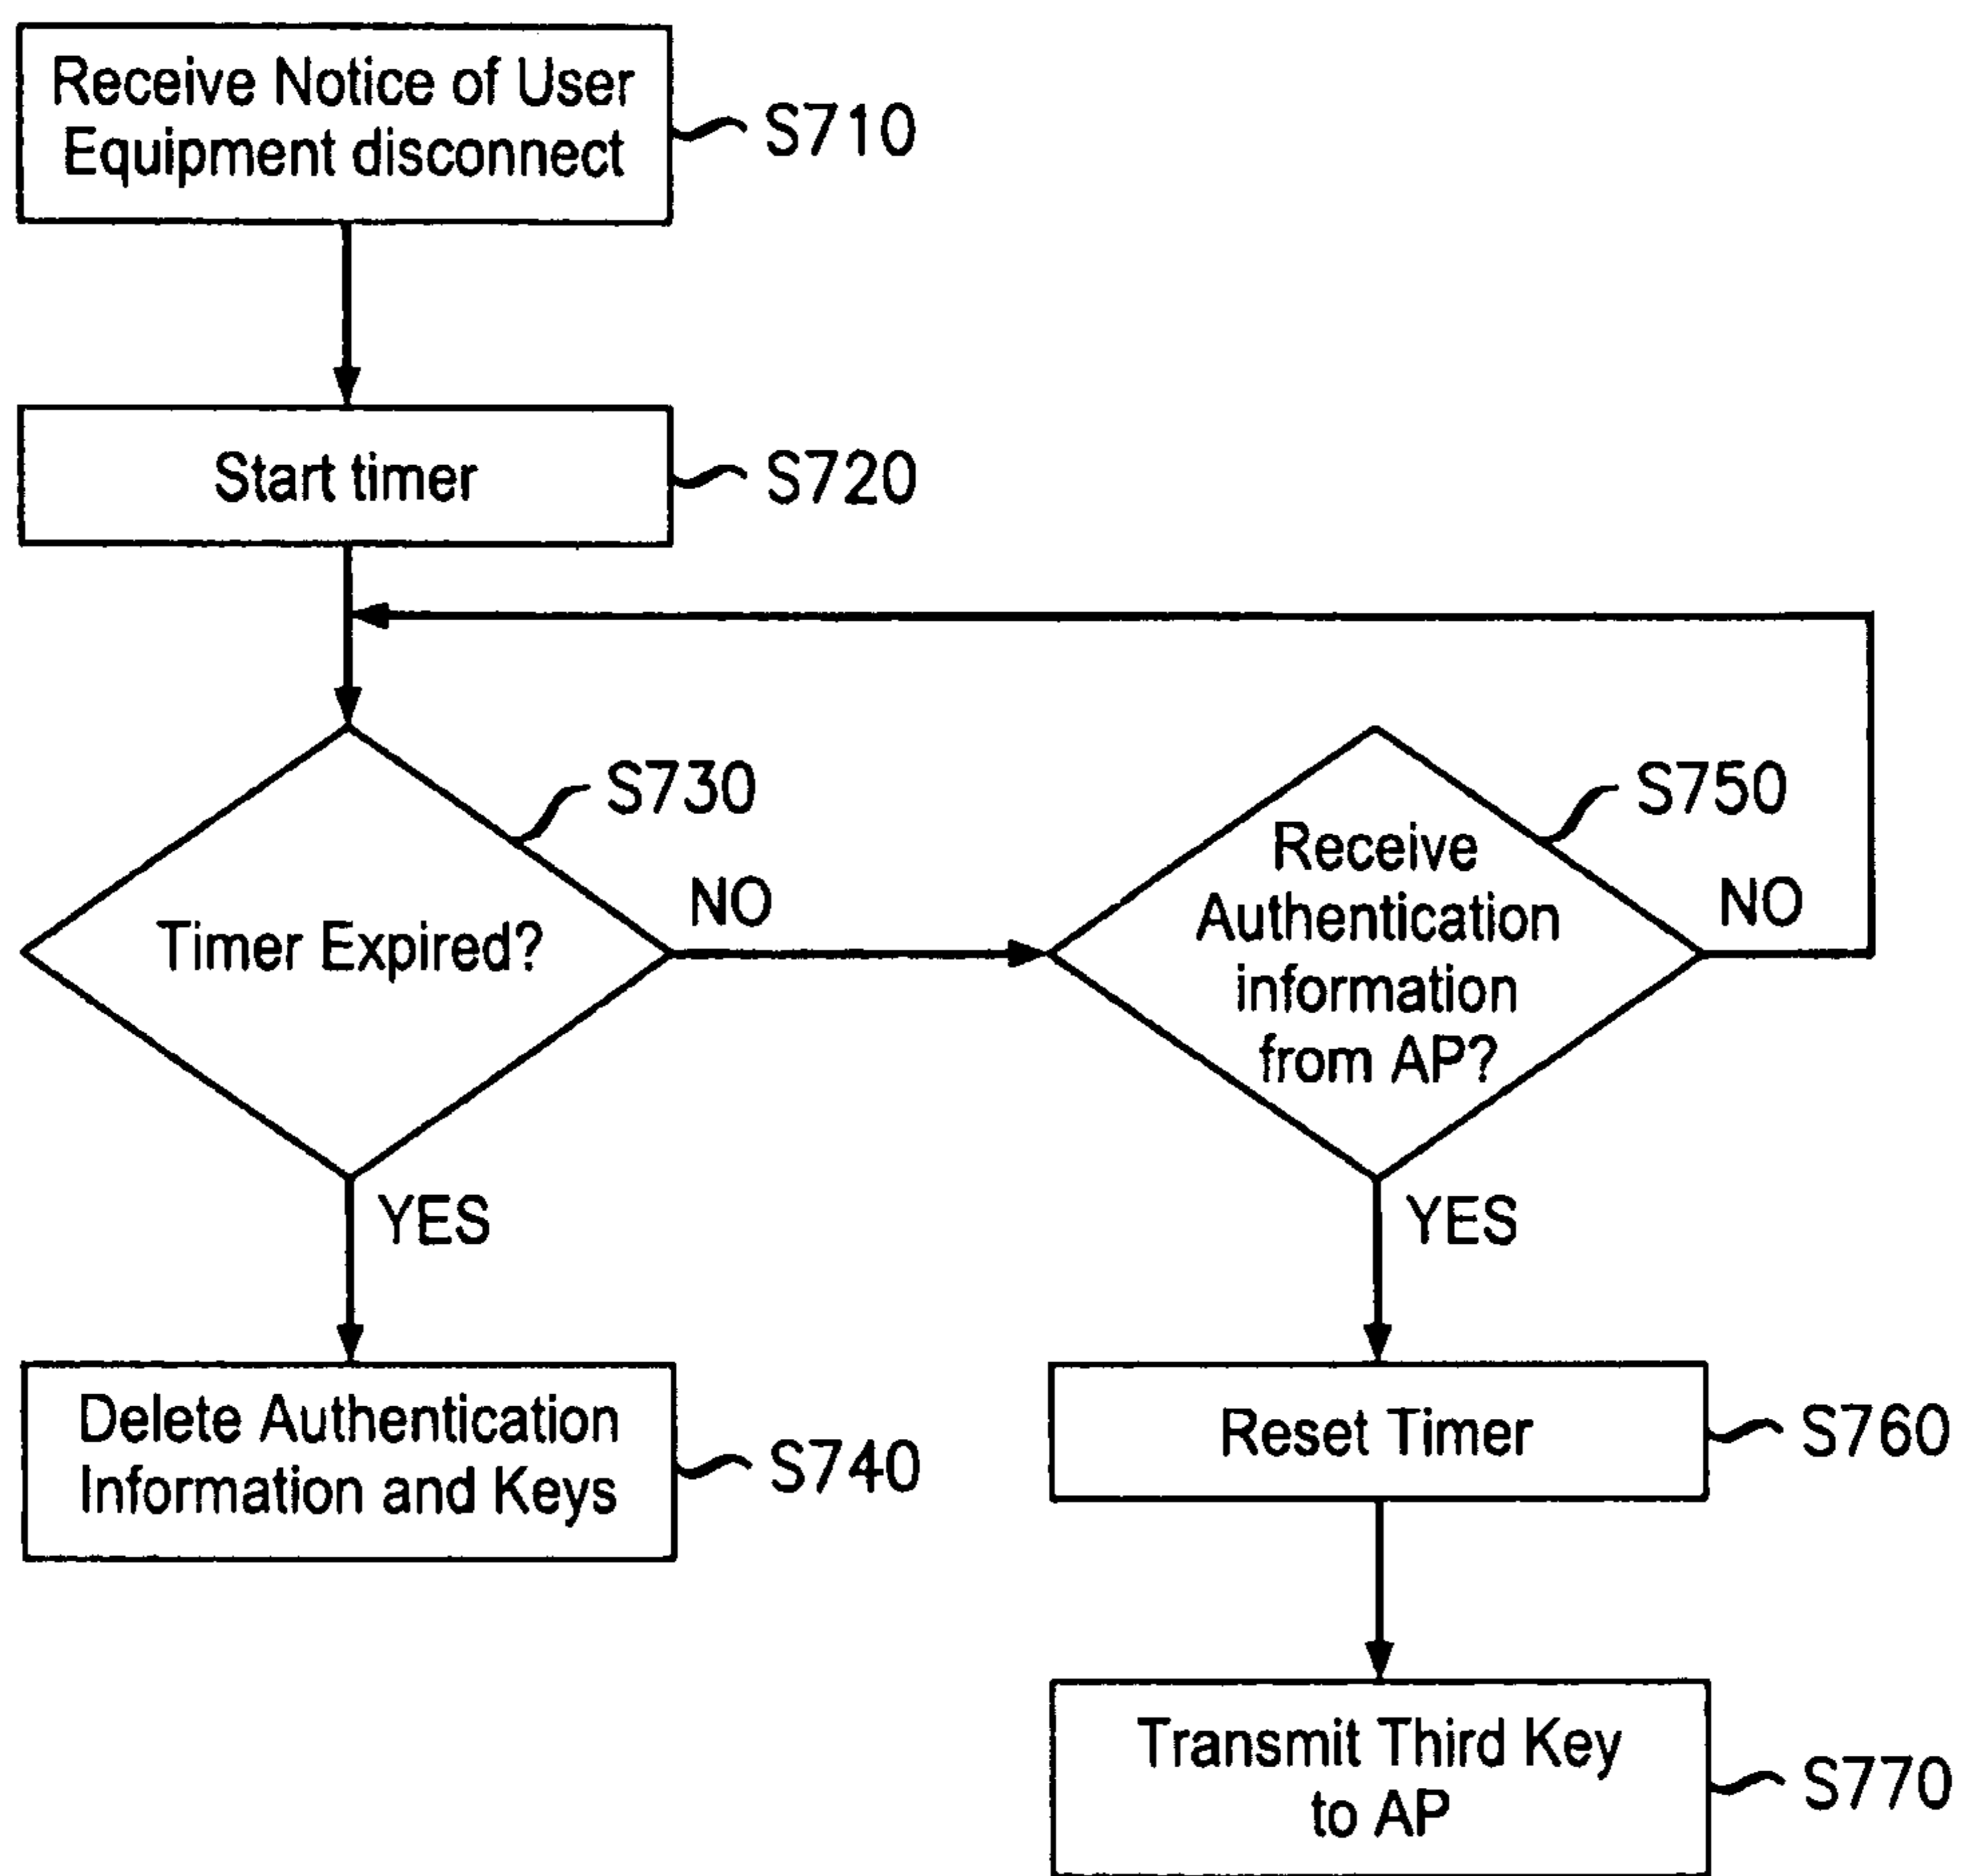 Receive Notice of User
Equipment disconnect
S710
Start timer
S720
S730
Timer Expired?
NO
YES
S750
Receive
Authentication
information
from AP?
NO
YES
Delete Authentication
Information and Keys
S740
Reset Timer
S760
Transmit Third Key
to AP
S770